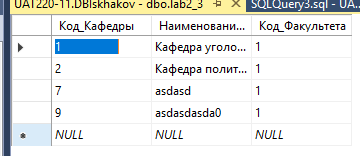 UAT220-11.DBIskhakov - dbo.lab2_3 SQLQuery3.sql - UA...
Код_Кафедры Наименовани... Код_Факультета
1 Кафедра уголо... 1
2 Кафедра полит... 1
7 asdasd 1
9 asdasdasda0 1
NULL NULL NULL